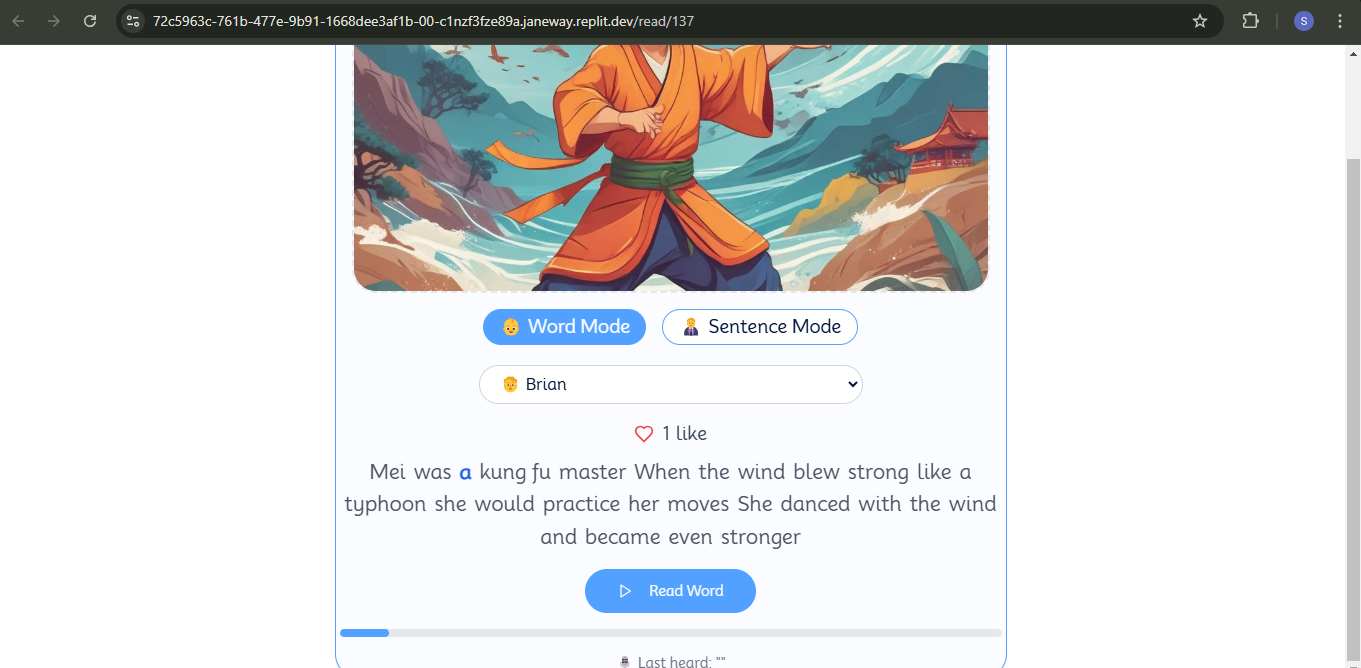 72c5963c-761b-477e-9b91-1668dee3af1b-00-c1nzf3fze89a.janeway.replit.dev/read/137
S
Word Mode
Sentence Mode
Brian
1 like
Mei was a kung fu master When the wind blew strong like a
typhoon she would practice her moves She danced with the wind
and became even stronger
Read Word
Last heard: ""